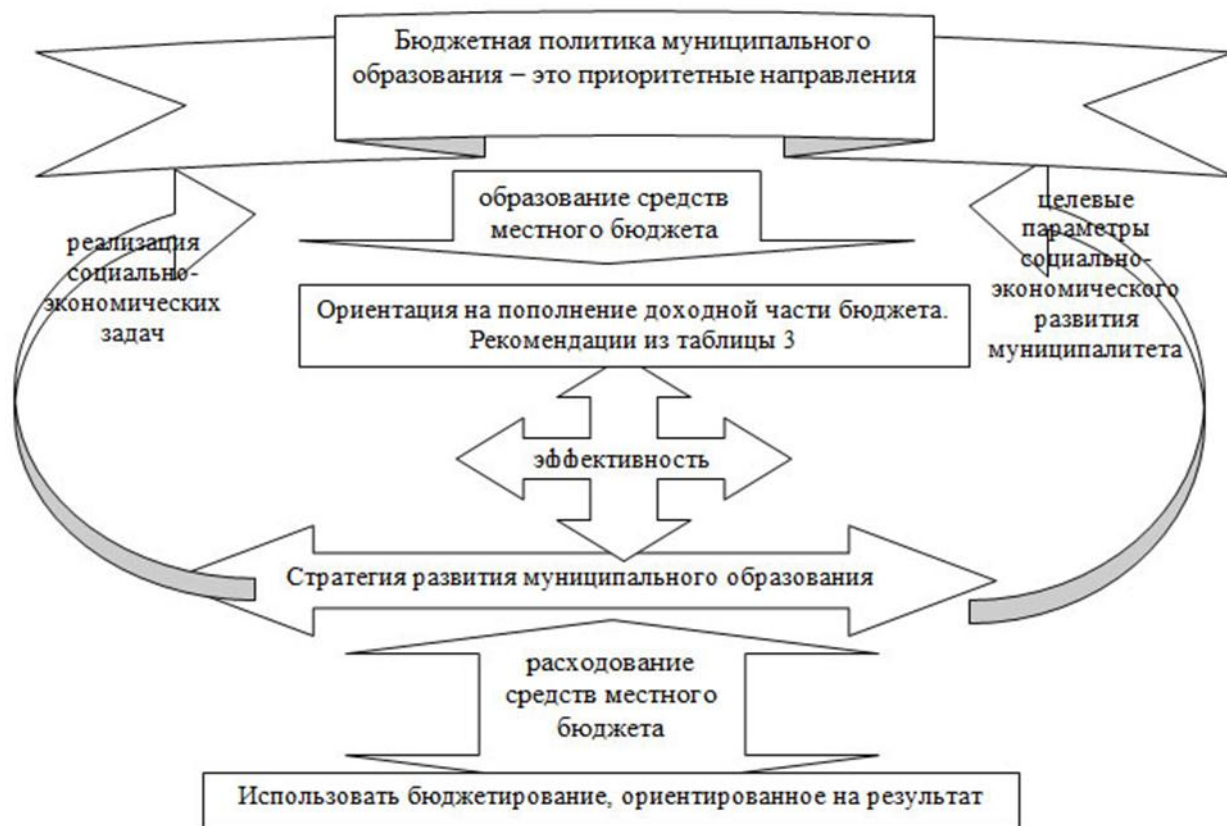 Бюджетная политика муниципального
образования – это приоритетные направления
образование средств
местного бюджета
реализация
социально-
экономических
задач
целевые
параметры
социально-
экономического
развития
муниципалитета
Ориентация на пополнение доходной части бюджета.
Рекомендации из таблицы 3
эффективность
Стратегия развития муниципального образования
расходование
средств местного
бюджета
Использовать бюджетирование, ориентированное на результат